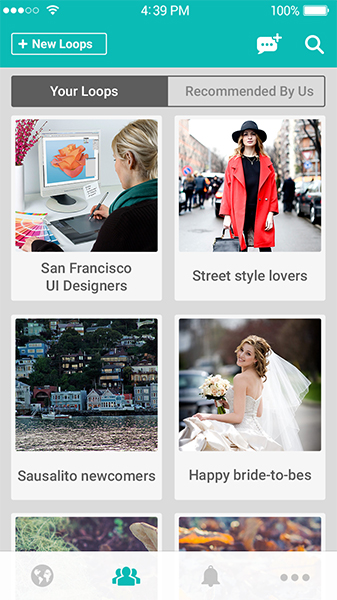 4:39 PM
100%
+ New Loops
Your Loops
Recommended By Us
San Francisco
UI Designers
Street style lovers
Sausalito newcomers
Happy bride-to-bes